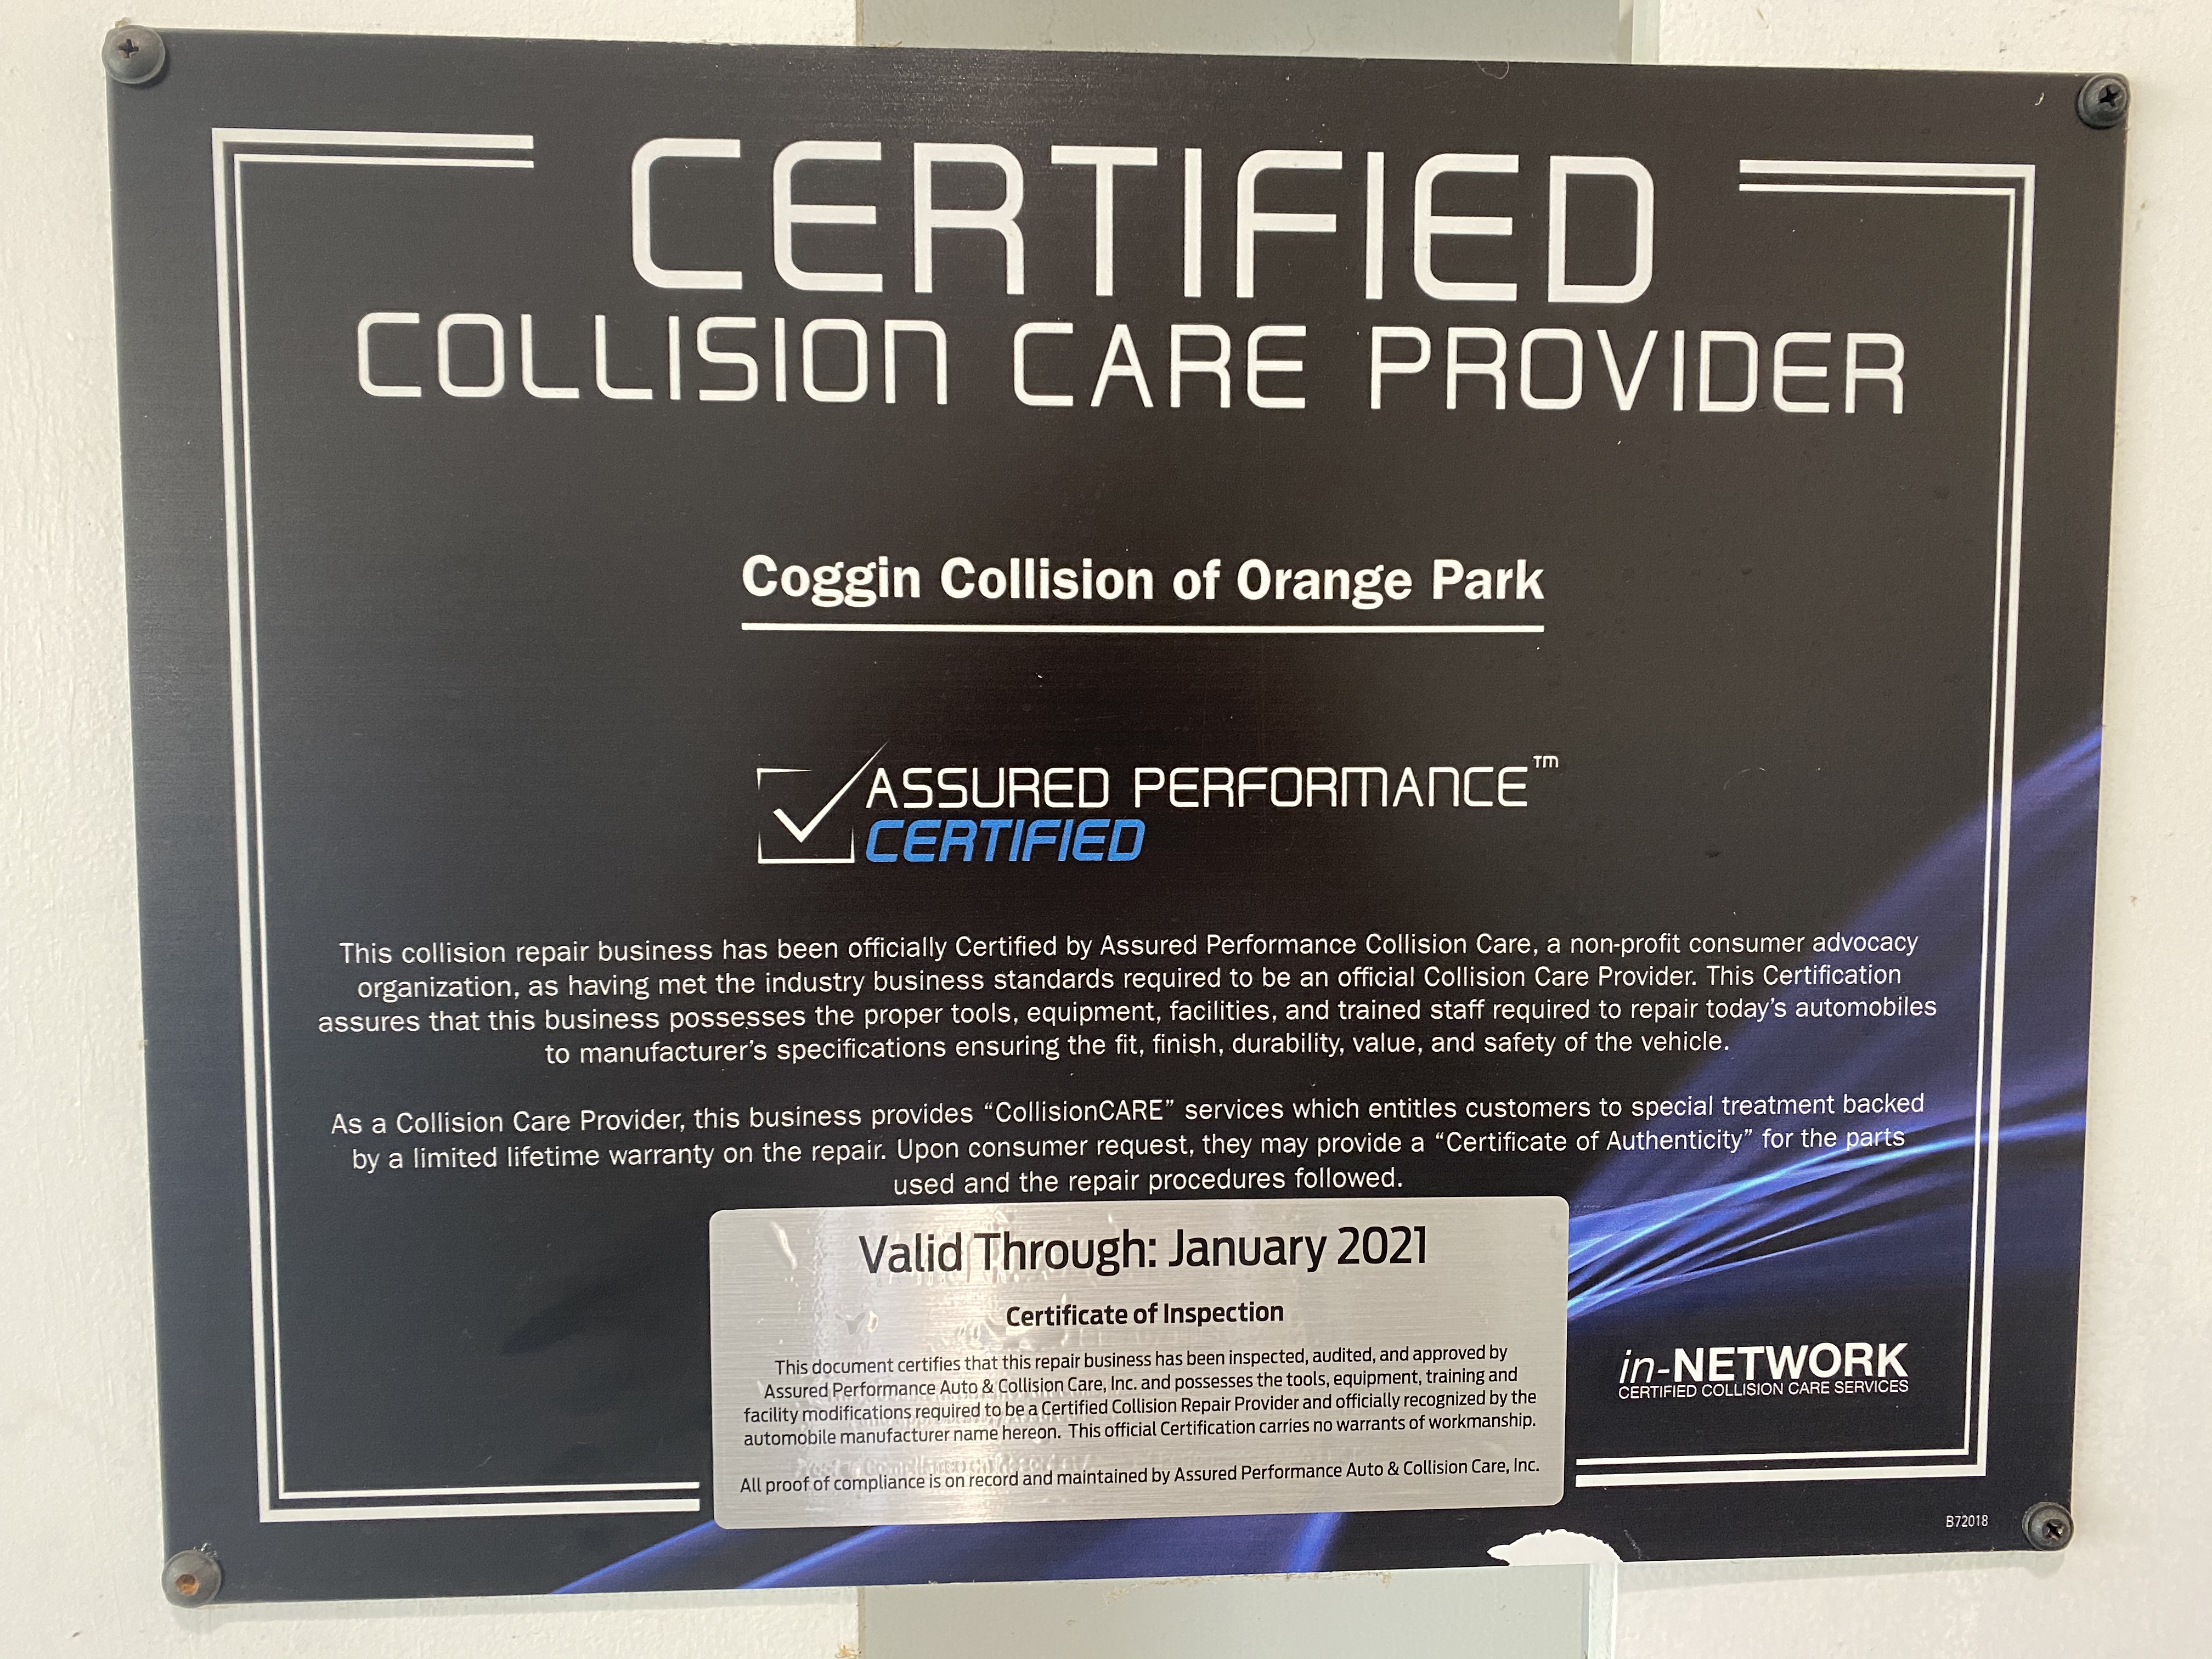 CERTIFIED
COLLISION CARE PROVIDER
Coggin Collision of Orange Park
ASSURED PERFORMANCE™
CERTIFIED
This collision repair business has been officially Certified by Assured Performance Collision Care, a non-profit consumer advocacy
organization, as having met the industry business standards required to be an official Collision Care Provider. This Certification
assures that this business possesses the proper tools, equipment, facilities, and trained staff required to repair today's automobiles
to manufacturer's specifications ensuring the fit, finish, durability, value, and safety of the vehicle.
As a Collision Care Provider, this business provides “CollisionCARE” services which entitles customers to special treatment backed
by a limited lifetime warranty on the repair. Upon consumer request, they may provide a “Certificate of Authenticity” for the parts
used and the repair procedures followed.
Valid Through: January 2021
Certificate of Inspection
This document certifies that this repair business has been inspected, audited, and approved by
Assured Performance Auto & Collision Care, Inc. and possesses the tools, equipment, training and
facility modifications required to be a Certified Collision Repair Provider and officially recognized by the
automobile manufacturer name hereon. This official Certification carries no warrants of workmanship.
All proof of compliance is on record and maintained by Assured Performance Auto & Collision Care, Inc.
in-NETWORK
CERTIFIED COLLISION CARE SERVICES
B72018